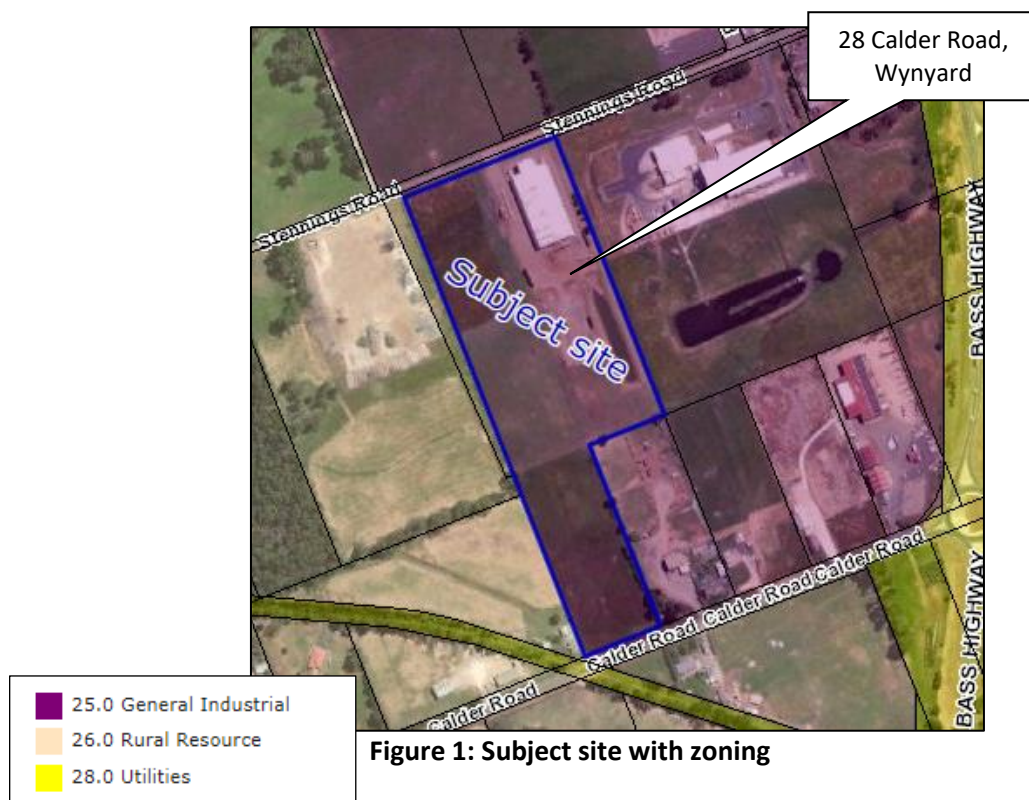 28 Calder Road,
Wynyard
Stennings Road
Stennings Road
Subject site
BASS HIGHWAY
Calder Road Calder Road Calder Road
Calder Road
BASS HIGHWAY
25.0 General Industrial
26.0 Rural Resource
28.0 Utilities
Figure 1: Subject site with zoning